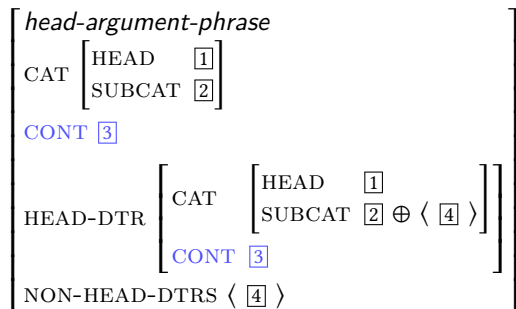 head-argument-phrase
CAT [HEAD 1
SUBCAT 2]
CONT 3
HEAD-DTR [CAT [HEAD 1
SUBCAT 2 ⊕ ⟨ 4 ⟩]
CONT 3]
NON-HEAD-DTRS ⟨ 4 ⟩